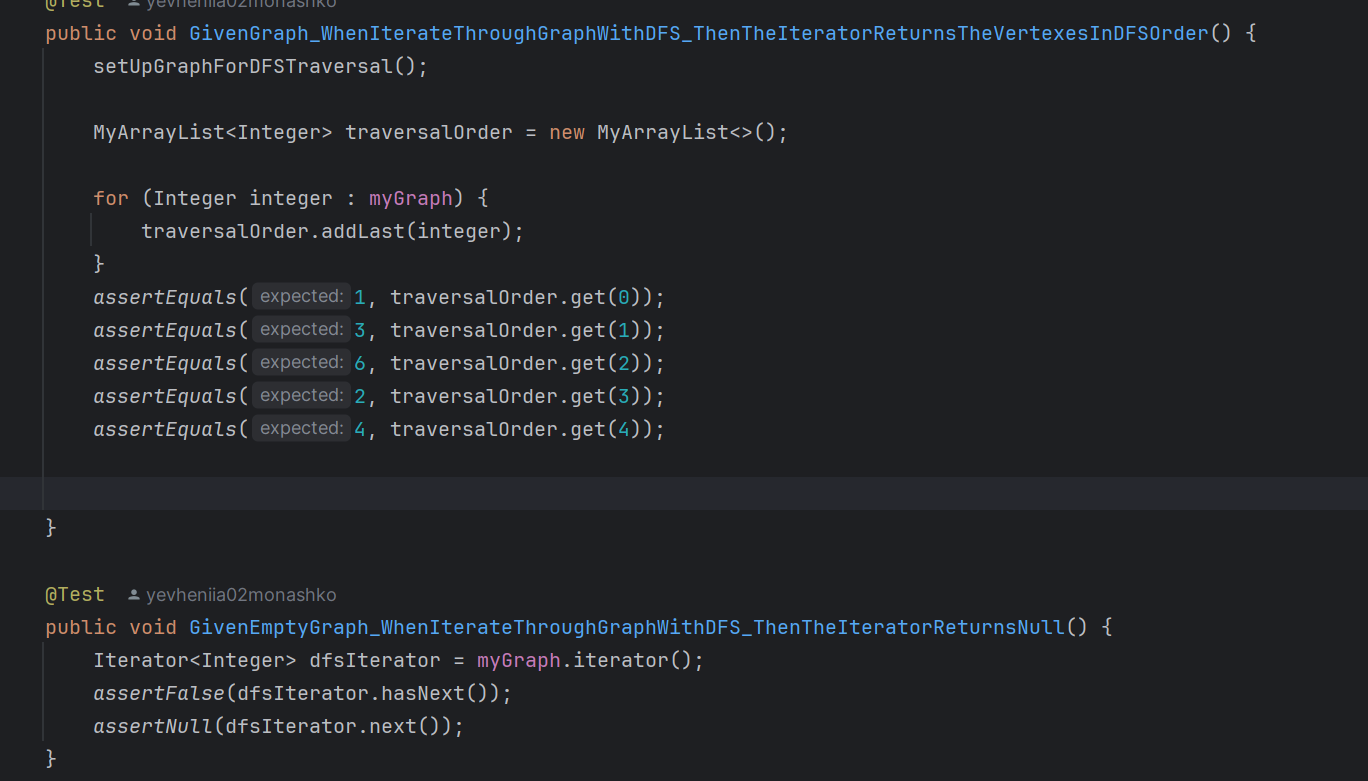 @Test yevheniia02monashko
public void GivenGraph_WhenIterateThroughGraphWithDFS_ThenTheIteratorReturnsTheVertexesInDFSOrder() {
setUpGraphForDFSTraversal();
MyArrayList<Integer> traversalOrder = new MyArrayList<>();
for (Integer integer : myGraph) {
traversalOrder.addLast(integer);
}
assertEquals( expected: 1, traversalOrder.get(0));
assertEquals( expected: 3, traversalOrder.get(1));
assertEquals( expected: 6, traversalOrder.get(2));
assertEquals( expected: 2, traversalOrder.get(3));
assertEquals( expected: 4, traversalOrder.get(4));
}
@Test yevheniia02monashko
public void GivenEmptyGraph_WhenIterateThroughGraphWithDFS_ThenTheIteratorReturnsNull() {
Iterator<Integer> dfsIterator = myGraph.iterator();
assertFalse(dfsIterator.hasNext());
assertNull(dfsIterator.next());
}